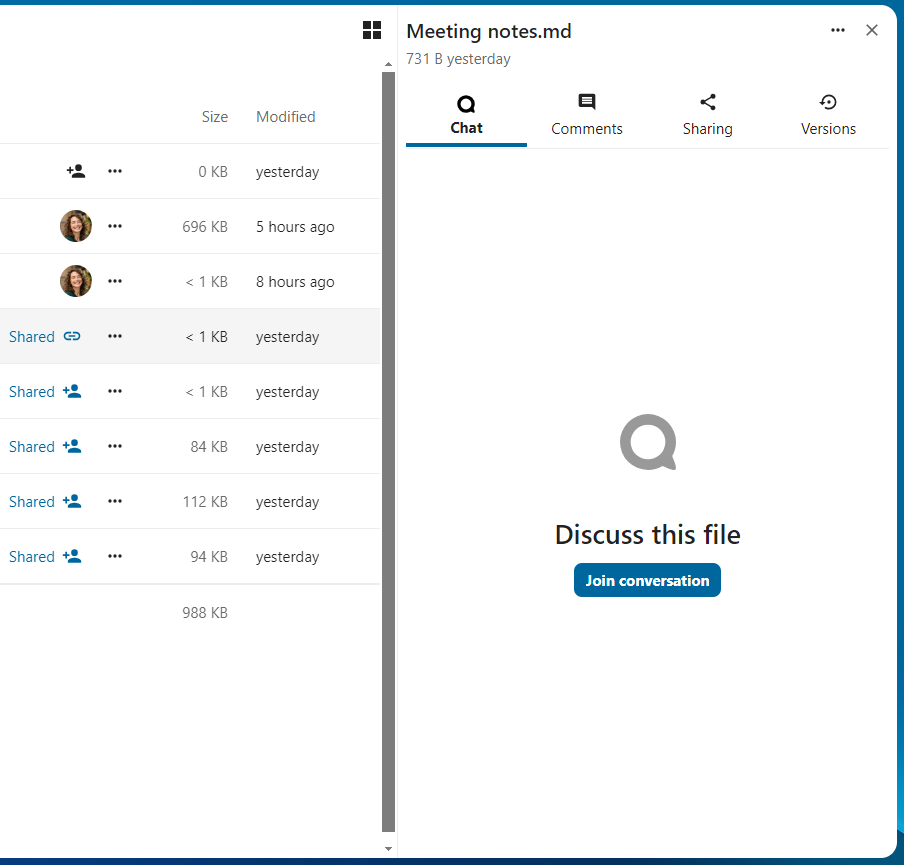 Meeting notes.md
731 B yesterday
Chat
Comments
Sharing
Versions
Size Modified
0 KB yesterday
696 KB 5 hours ago
< 1 KB 8 hours ago
Shared < 1 KB yesterday
Shared < 1 KB yesterday
Shared 84 KB yesterday
Shared 112 KB yesterday
Shared 94 KB yesterday
988 KB
Discuss this file
Join conversation